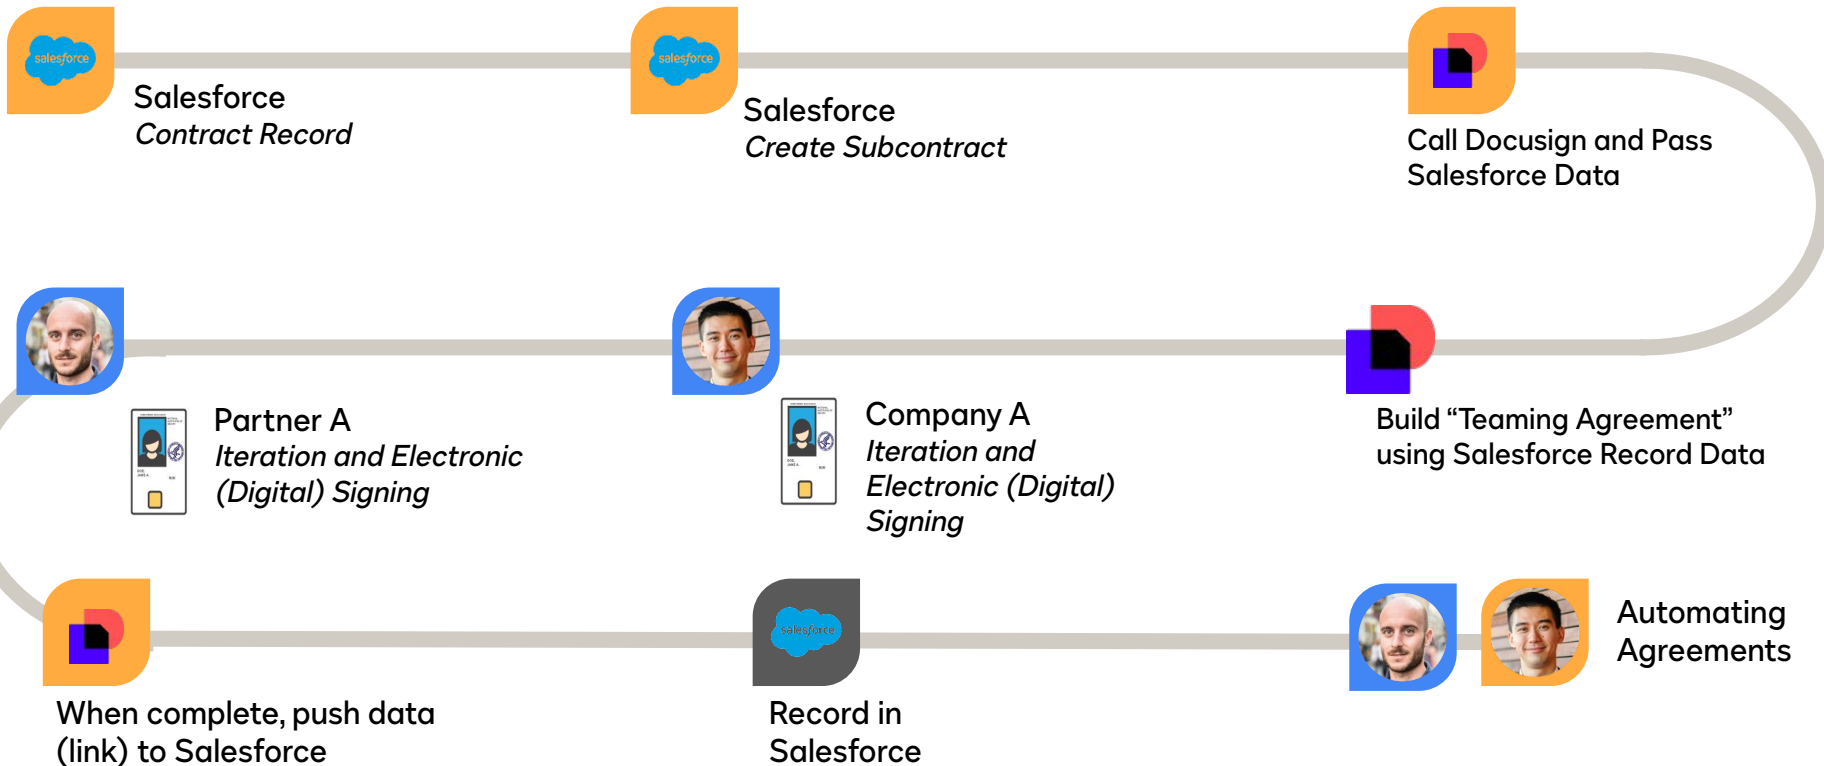 salesforce
Salesforce
Contract Record
salesforce
Salesforce
Create Subcontract
Call Docusign and Pass
Salesforce Data
Build “Teaming Agreement”
using Salesforce Record Data
Company A
Iteration and
Electronic (Digital)
Signing
Partner A
Iteration and Electronic
(Digital) Signing
When complete, push data
(link) to Salesforce
salesforce
Record in
Salesforce
Automating
Agreements